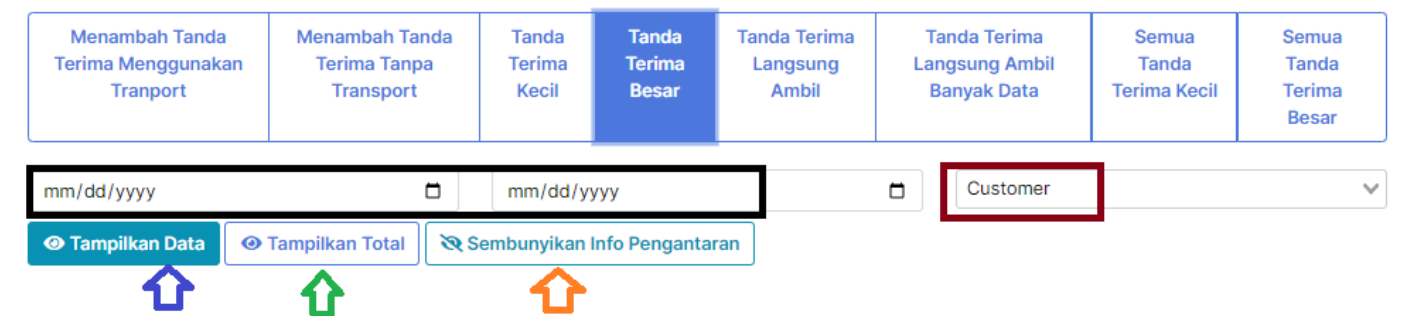 Menambah Tanda
Terima Menggunakan
Tranport
Menambah Tanda
Terima Tanpa
Transport
Tanda
Terima
Kecil
Tanda
Terima
Besar
Tanda Terima
Langsung
Ambil
Tanda Terima
Langsung Ambil
Banyak Data
Semua
Tanda
Terima Kecil
Semua
Tanda
Terima
Besar
mm/dd/yyyy
mm/dd/yyyy
Customer
Tampilkan Data
Tampilkan Total
Sembunyikan Info Pengantaran